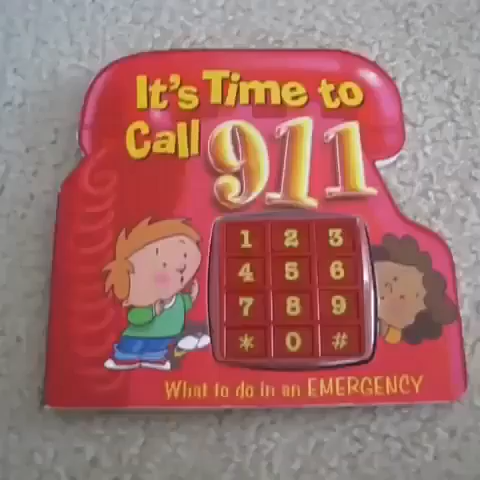 It's Time to
Call 911
1 2 3
4 5 6
7 8 9
* 0 #
What to do in an EMERGENCY